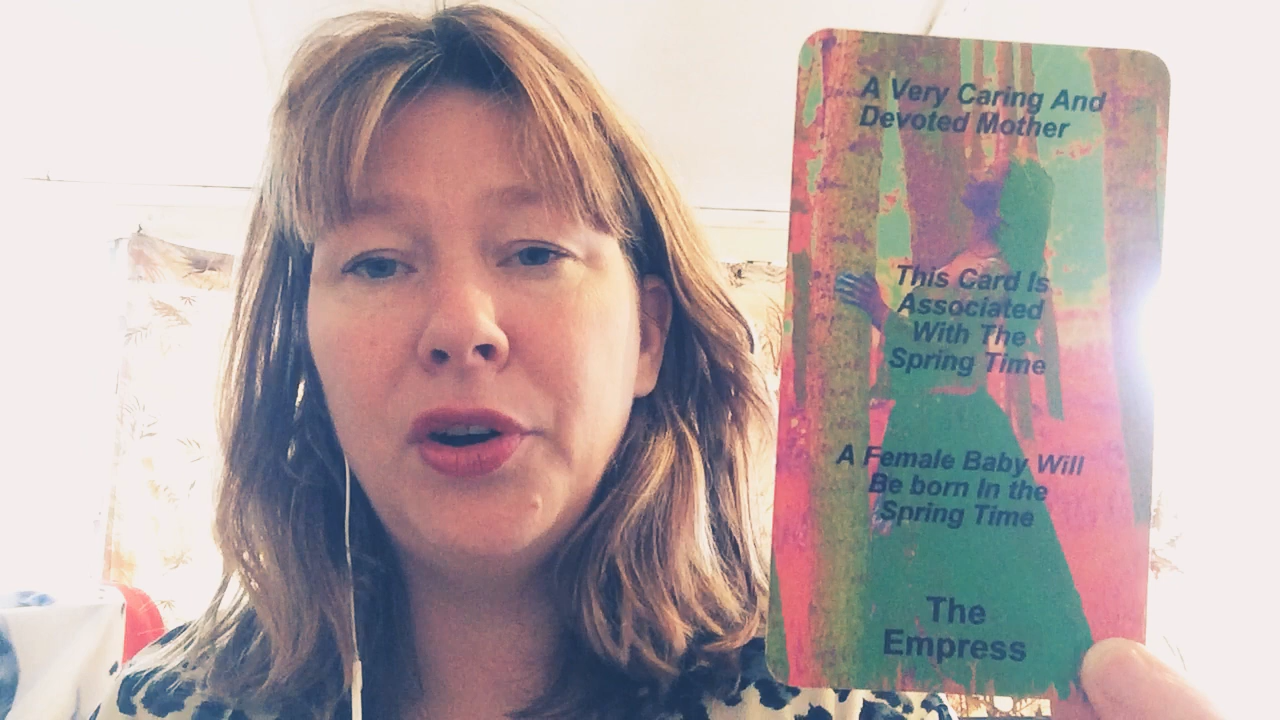 A Very Caring And
Devoted Mother
This Card Is
Associated
With The
Spring Time
A Female Baby Will
Be born In the
Spring Time
The
Empress